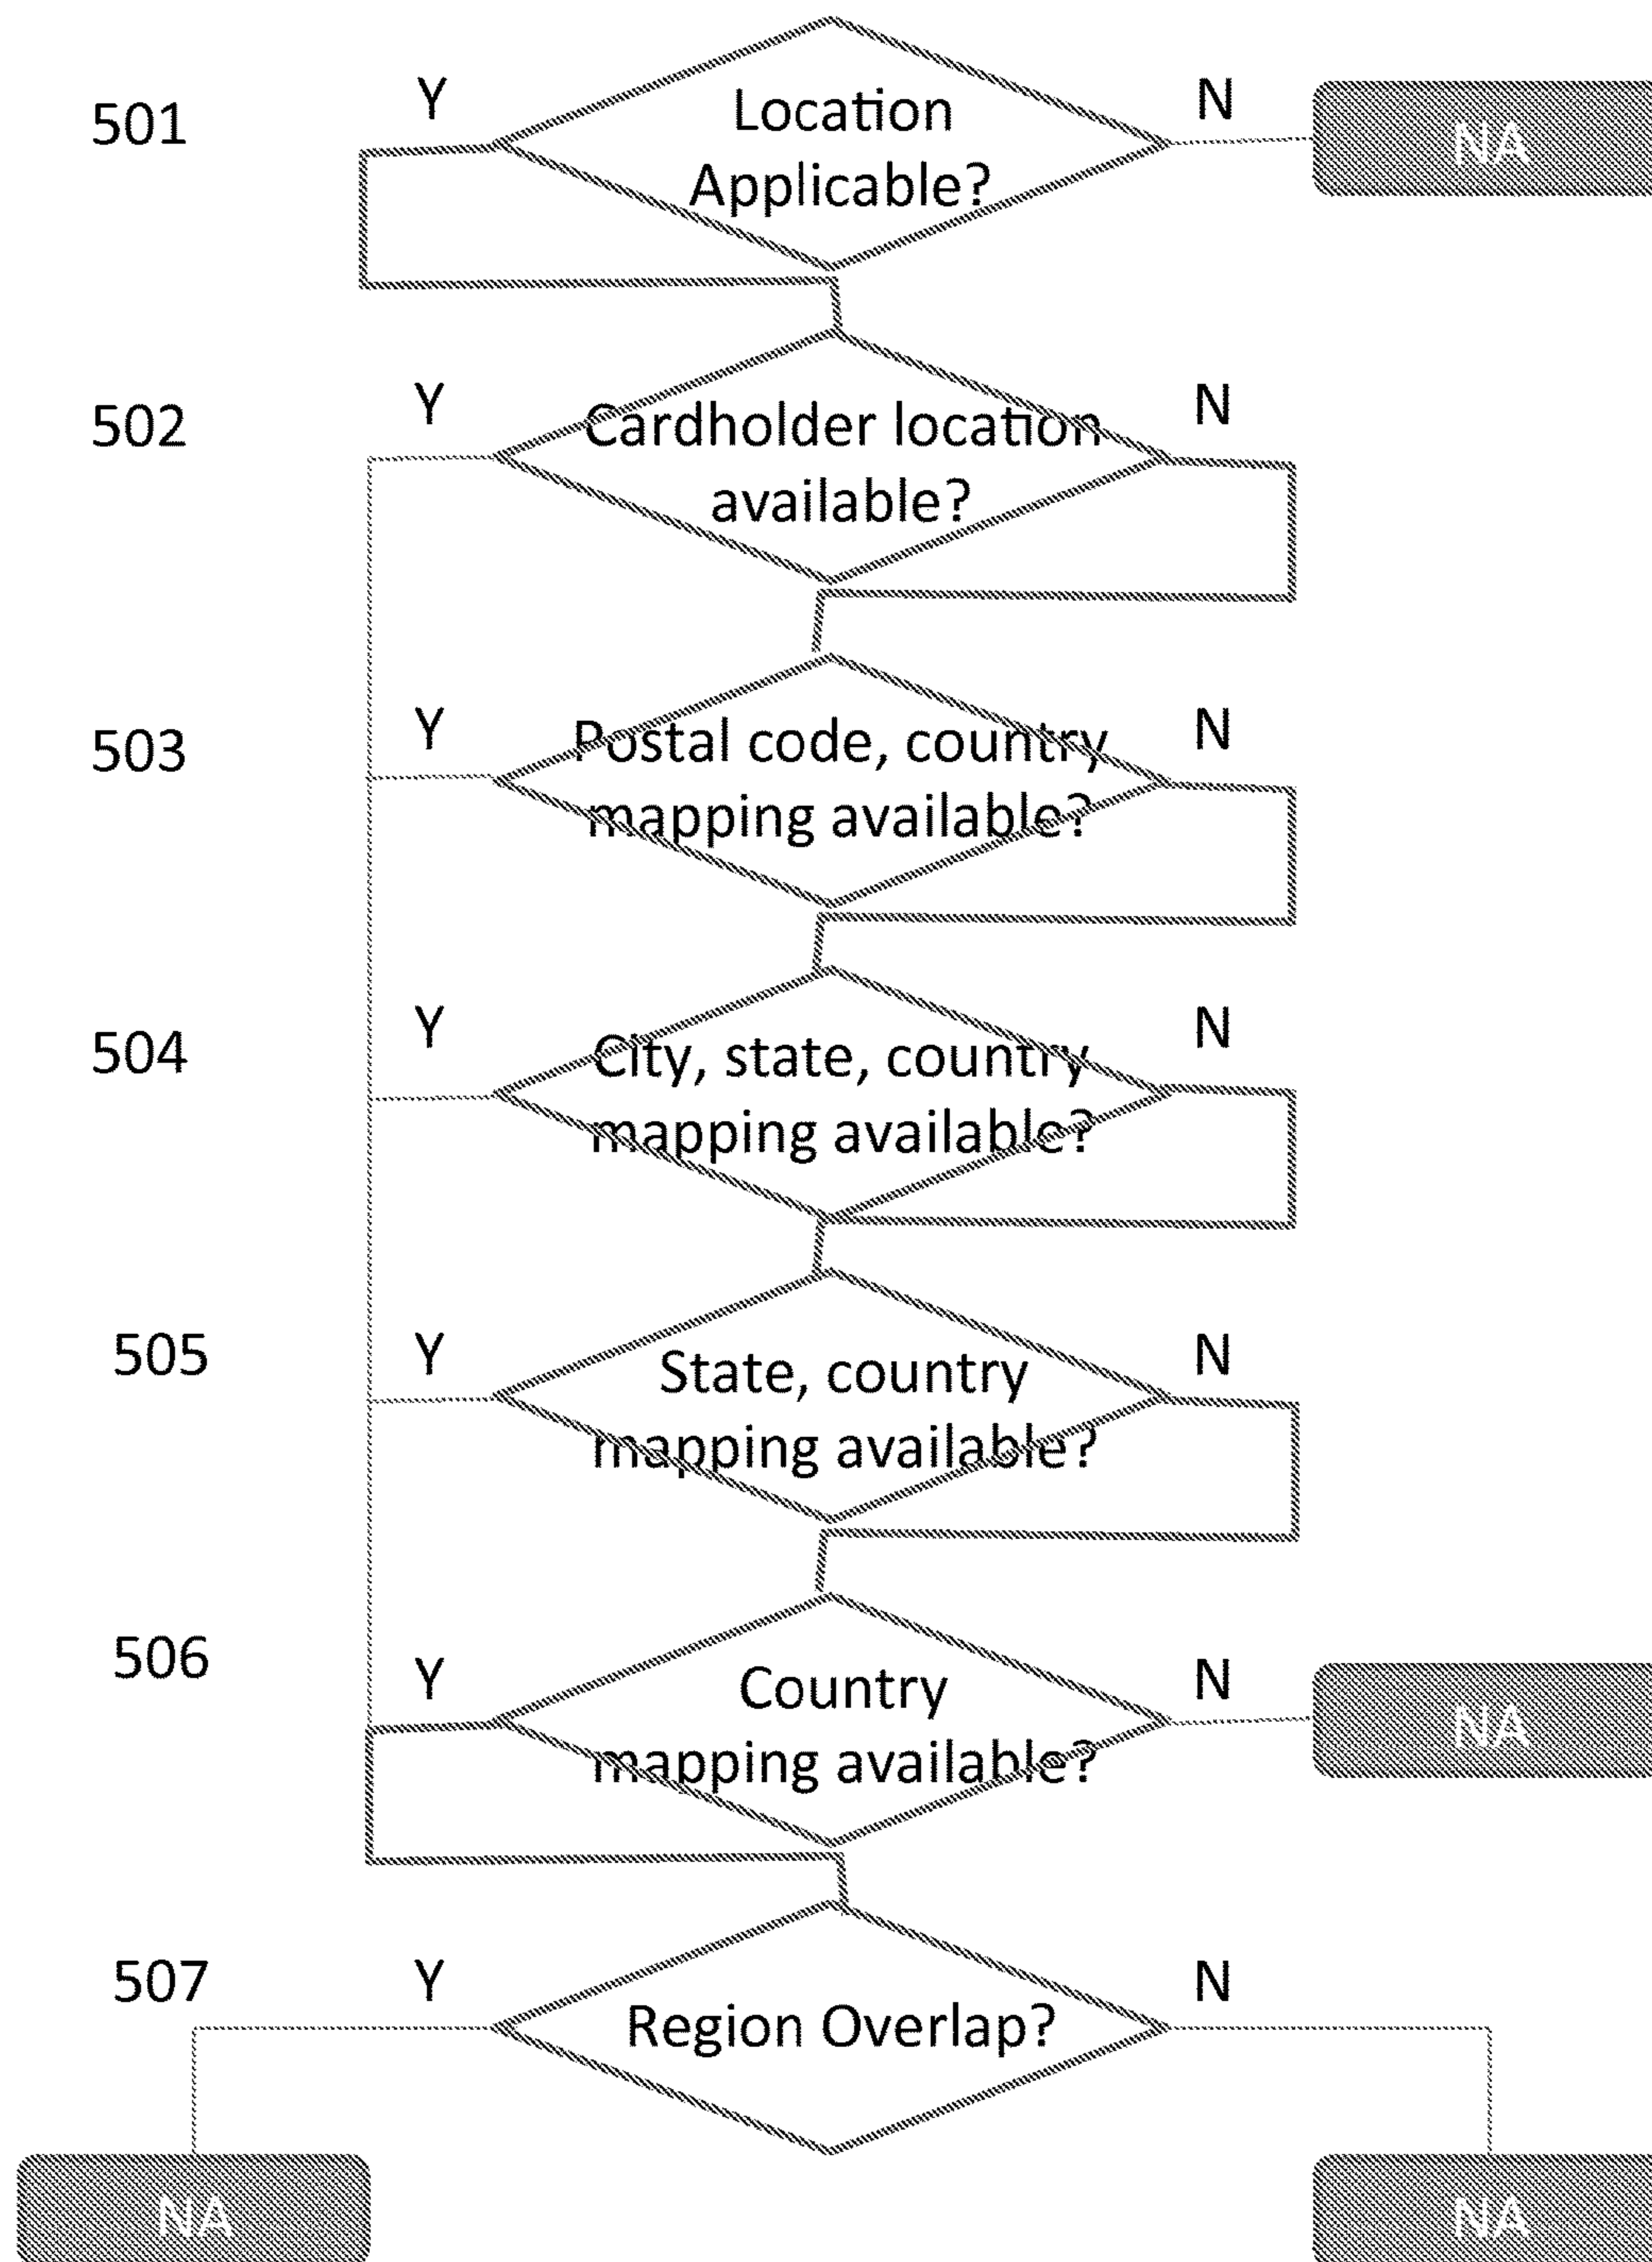 501
Y
Location
Applicable?
N
NA
502
Y
Cardholder location
available?
N
503
Y
Postal code, country
mapping available?
N
504
Y
City, state, country
mapping available?
N
505
Y
State, country
mapping available?
N
506
Y
Country
mapping available?
N
NA
507
Y
Region Overlap?
N
NA
NA